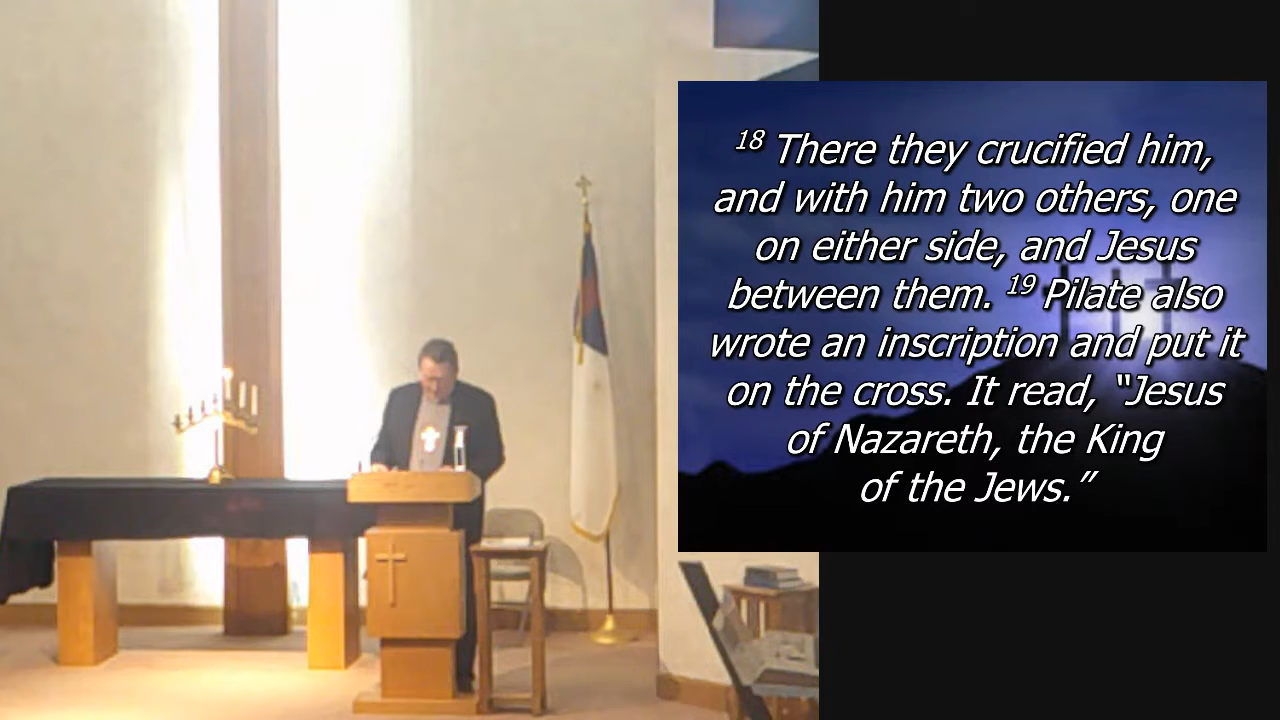 18 There they crucified him,
and with him two others, one
on either side, and Jesus
between them. 19 Pilate also
wrote an inscription and put it
on the cross. It read, “Jesus
of Nazareth, the King
of the Jews.”